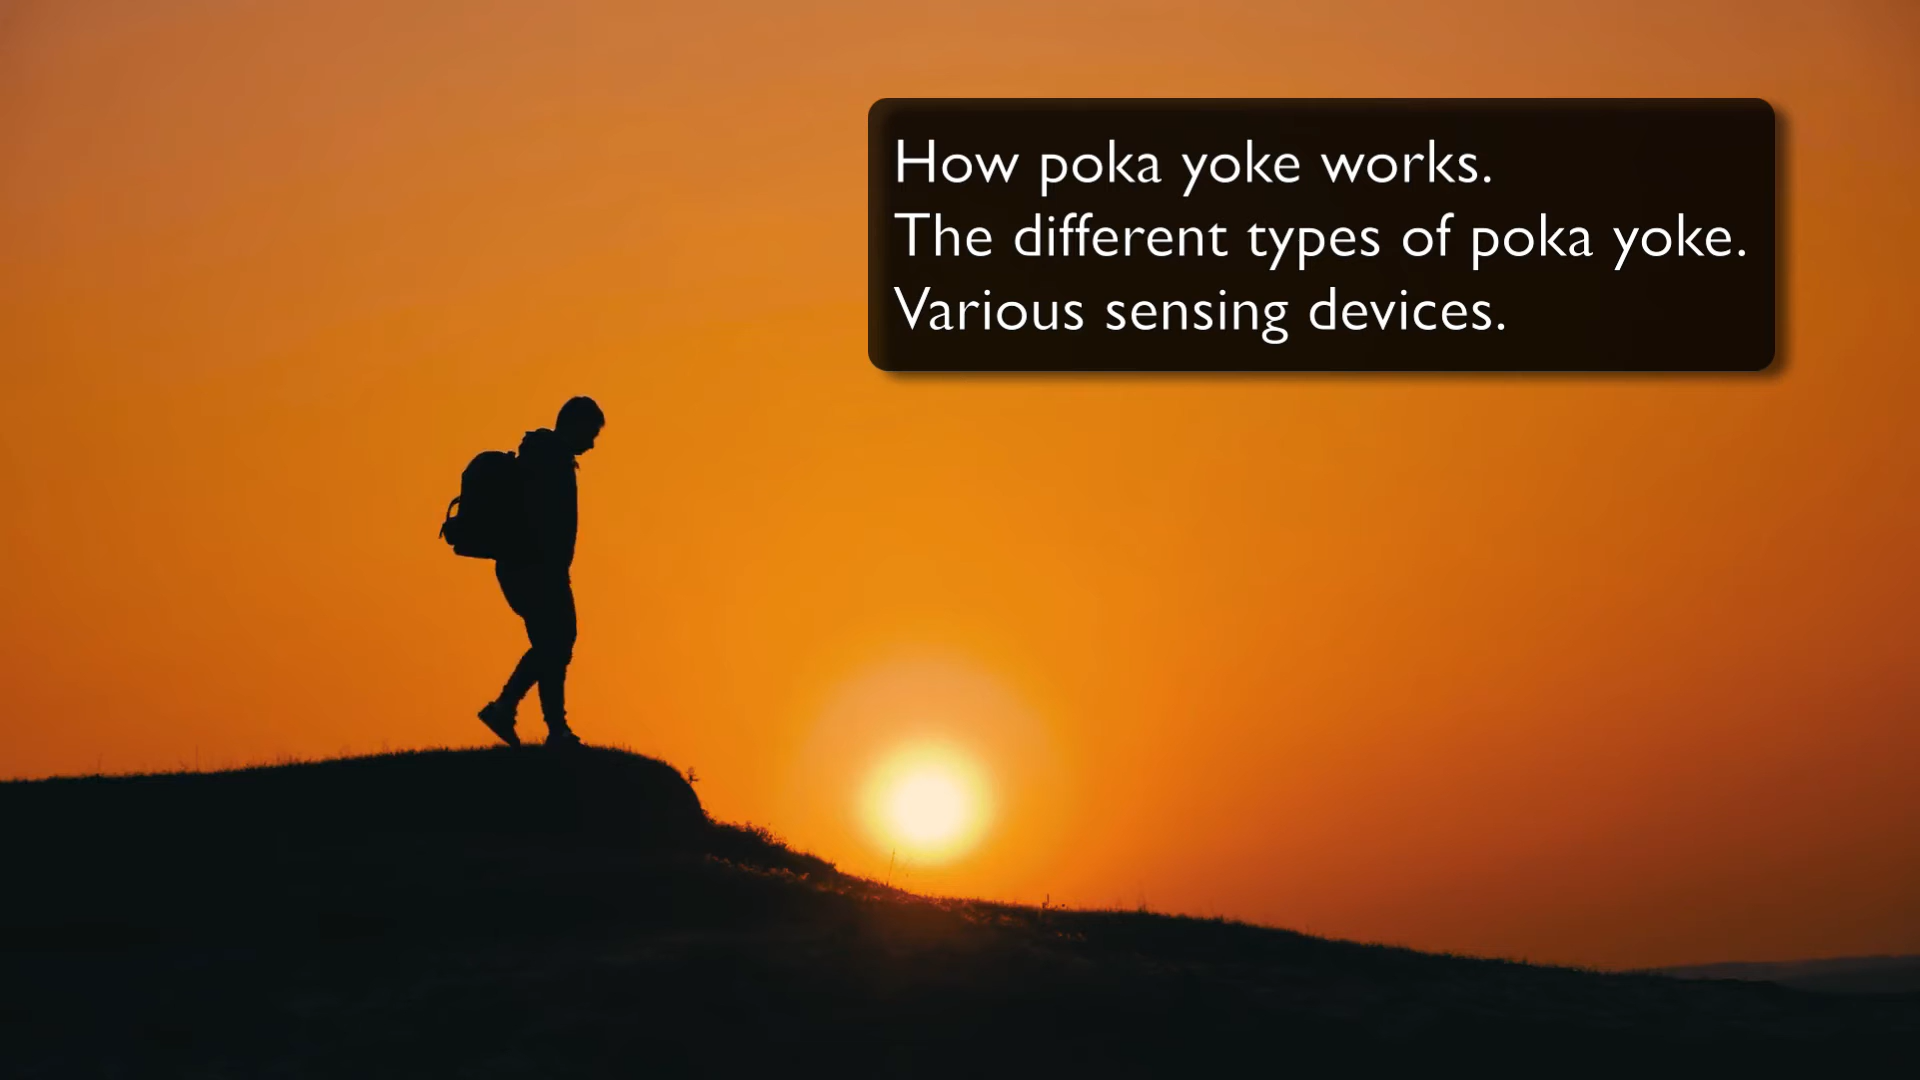 How poka yoke works.
The different types of poka yoke.
Various sensing devices.